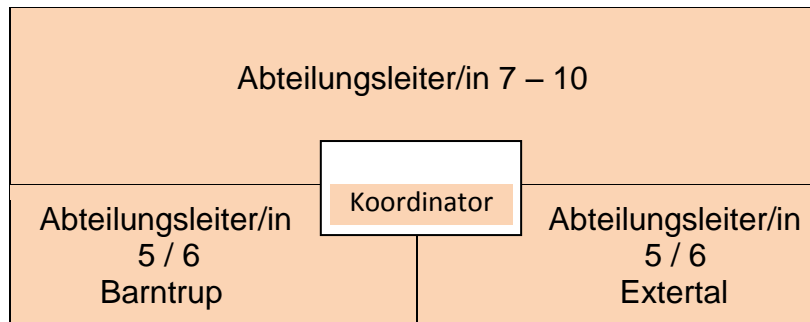 Abteilungsleiter/in 7 – 10
Koordinator
Abteilungsleiter/in
5 / 6
Barntrup
Abteilungsleiter/in
5 / 6
Extertal